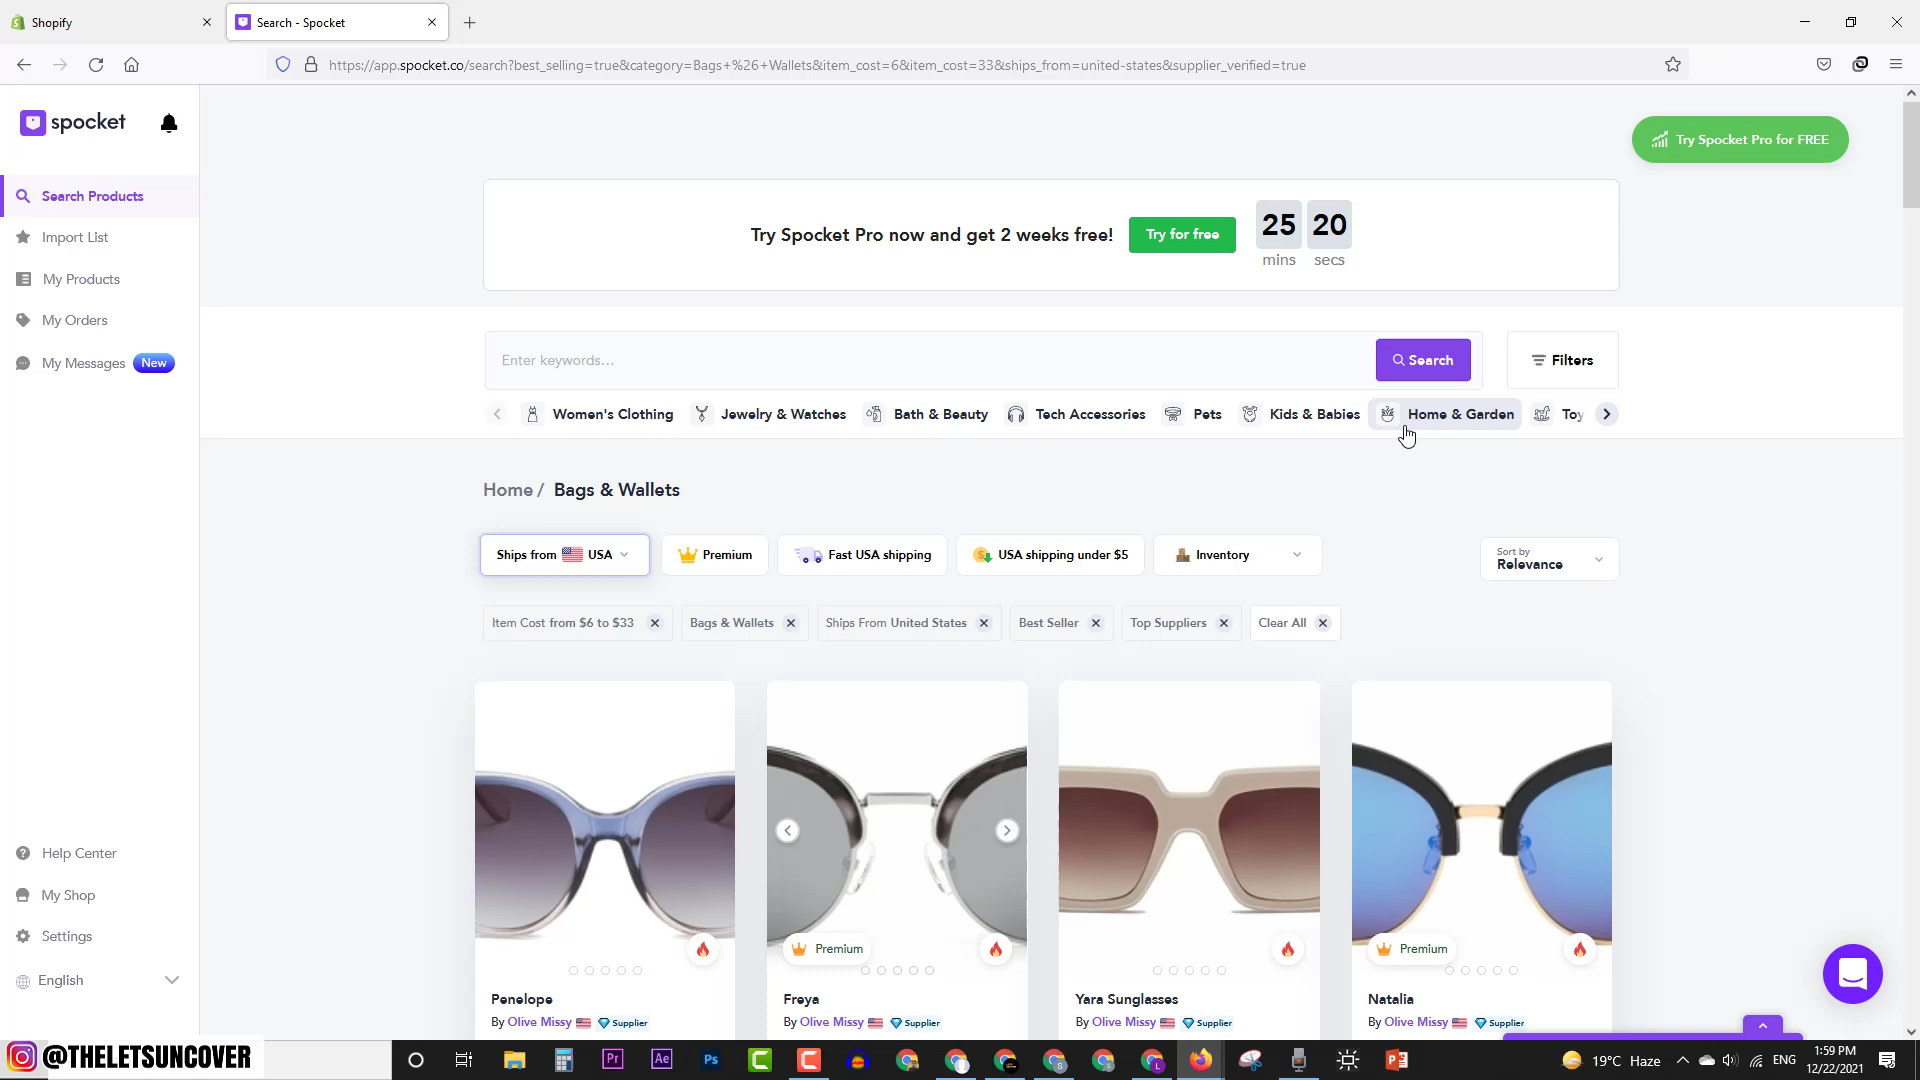 Shopify
Search - Spocket
https://app.spocket.co/search?best_selling=true&category=Bags+%26+Wallets&item_cost=6&item_cost=33&ships_from=united-states&supplier_verified=true
spocket
Try Spocket Pro for FREE
Search Products
Import List
My Products
My Orders
My Messages New
Try Spocket Pro now and get 2 weeks free! Try for free 25 20
mins secs
Enter keywords... Search Filters
Women's Clothing Jewelry & Watches Bath & Beauty Tech Accessories Pets Kids & Babies Home & Garden Toy
Home / Bags & Wallets
Ships from USA Premium Fast USA shipping USA shipping under $5 Inventory
Sort by
Relevance
Item Cost from $6 to $33 Bags & Wallets Ships From United States Best Seller Top Suppliers Clear All
Premium Premium
Penelope Freya Yara Sunglasses Natalia
By Olive Missy Supplier By Olive Missy Supplier By Olive Missy Supplier By Olive Missy Supplier
Help Center
My Shop
Settings
English
@THELETSUNCOVER
Pr Ae Ps
19°C Haze ENG
1:59 PM
12/22/2021